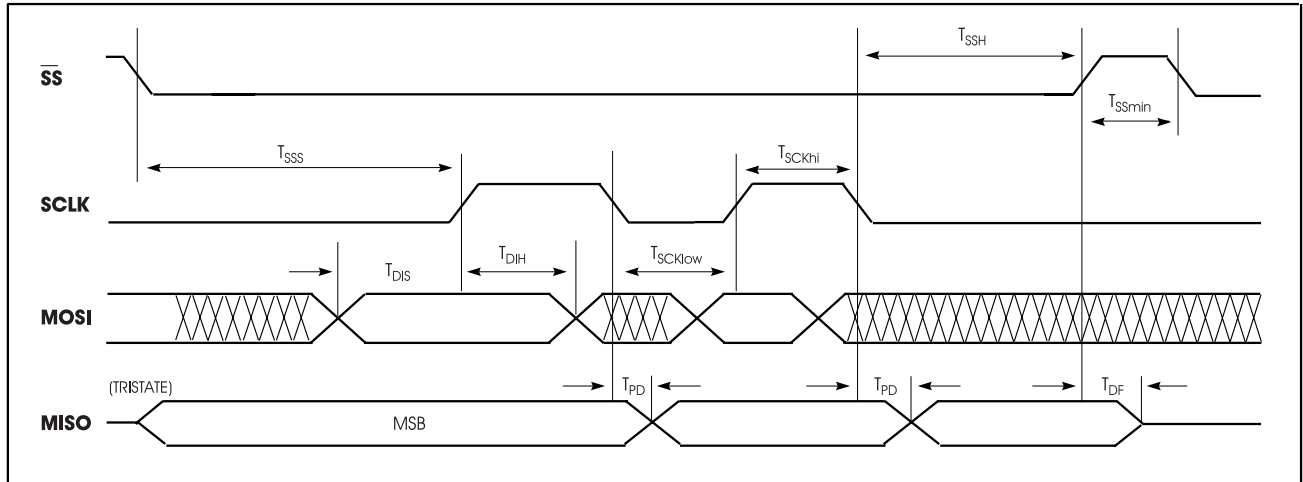 T_SSH
SS
T_SSmin
T_SSS
T_SCKhi
SCLK
T_DIH
T_SCKlow
T_DIS
MOSI
(TRISTATE)
T_PD
T_PD
T_DF
MISO
MSB